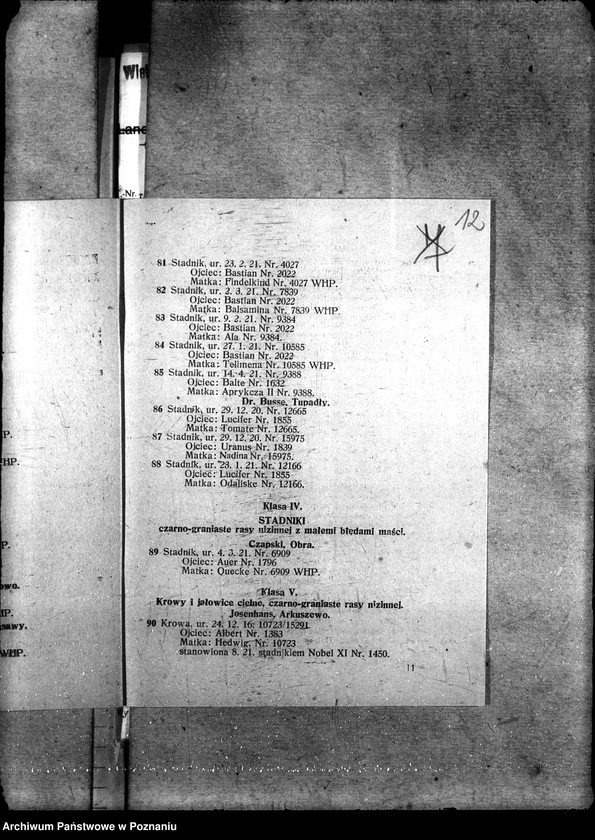 Wiel
Land
-Nr.
12
81 Stadnik, ur. 23. 2. 21. Nr. 4027
Ojciec: Bastian Nr. 2022
Matka: Findelkind Nr. 4027 WHP.
82 Stadnik, ur. 2. 3. 21. Nr. 7839
Ojciec: Bastian Nr. 2022
Matka: Balsamina Nr. 7839 WHP.
83 Stadnik, ur. 9. 2. 21. Nr. 9384
Ojciec: Bastian Nr. 2022
Matka: Ala Nr. 9384.
84 Stadnik, ur. 27. 1. 21. Nr. 10585
Ojciec: Bastian Nr. 2022
Matka: Telimena Nr. 10585 WHP.
85 Stadnik, ur. 14. 4. 21. Nr. 9388
Ojciec: Balte Nr. 1632
Matka: Aprykcza II Nr. 9388.
Dr. Busse, Tupadły.
86 Stadnik, ur. 29. 12. 20. Nr. 12665
Ojciec: Lucifer Nr. 1855
Matka: Tomate Nr. 12665.
87 Stadnik, ur. 29. 12. 20. Nr. 15975
Ojciec: Uranus Nr. 1839
Matka: Nadina Nr. 15975.
88 Stadnik, ur. 23. 1. 21. Nr. 12166
Ojciec: Lucifer Nr. 1855
Matka: Odaliske Nr. 12166.
Klasa IV.
STADNIKI
czarno-graniaste rasy nizinnej z małemi błędami maści.
Czapski, Obra.
89 Stadnik, ur. 4. 3. 21. Nr. 6909
Ojciec: Auer Nr. 1796
Matka: Quecke Nr. 6909 WHP.
Klasa V.
Krowy i jałowice cielne, czarno-graniaste rasy nizinnej.
Josenhans, Arkuszewo.
90 Krowa, ur. 24. 12. 16. 10723/15291
Ojciec: Albert Nr. 1383
Matka: Hedwig, Nr. 10723
stanowiona 8. 21. stadnikiem Nobel XI Nr. 1450.
11
P.
HP.
P.
owo.
HP.
sawy.
WHP.
Archiwum Państwowe w Poznaniu